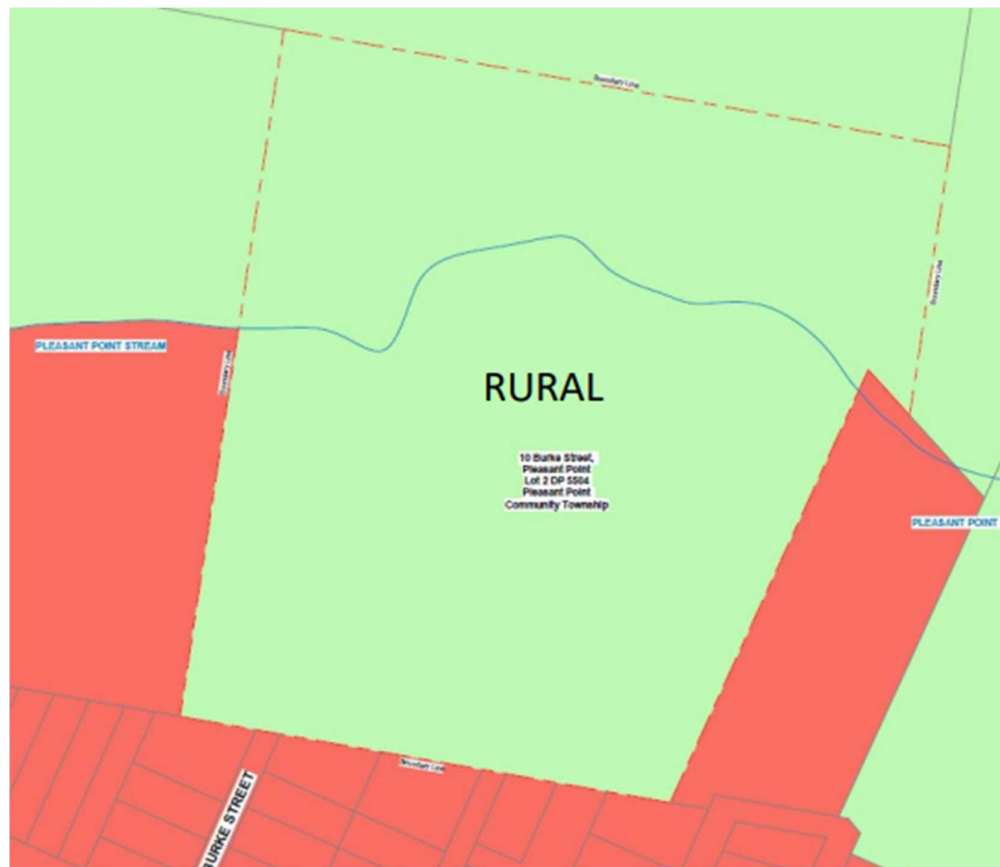 Boundary Line
Boundary Line
PLEASANT POINT STREAM
Boundary Line
RURAL
10 Burke Street,
Pleasant Point
Lot 2 DP 5504
Pleasant Point
Community Township
PLEASANT POINT
Boundary Line
BURKE STREET